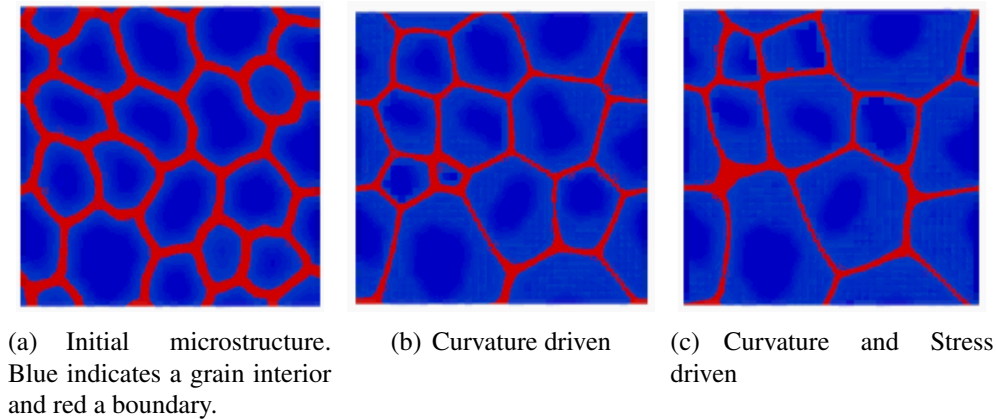 (a) Initial microstructure.
Blue indicates a grain interior
and red a boundary.
(b) Curvature driven
(c) Curvature and Stress
driven